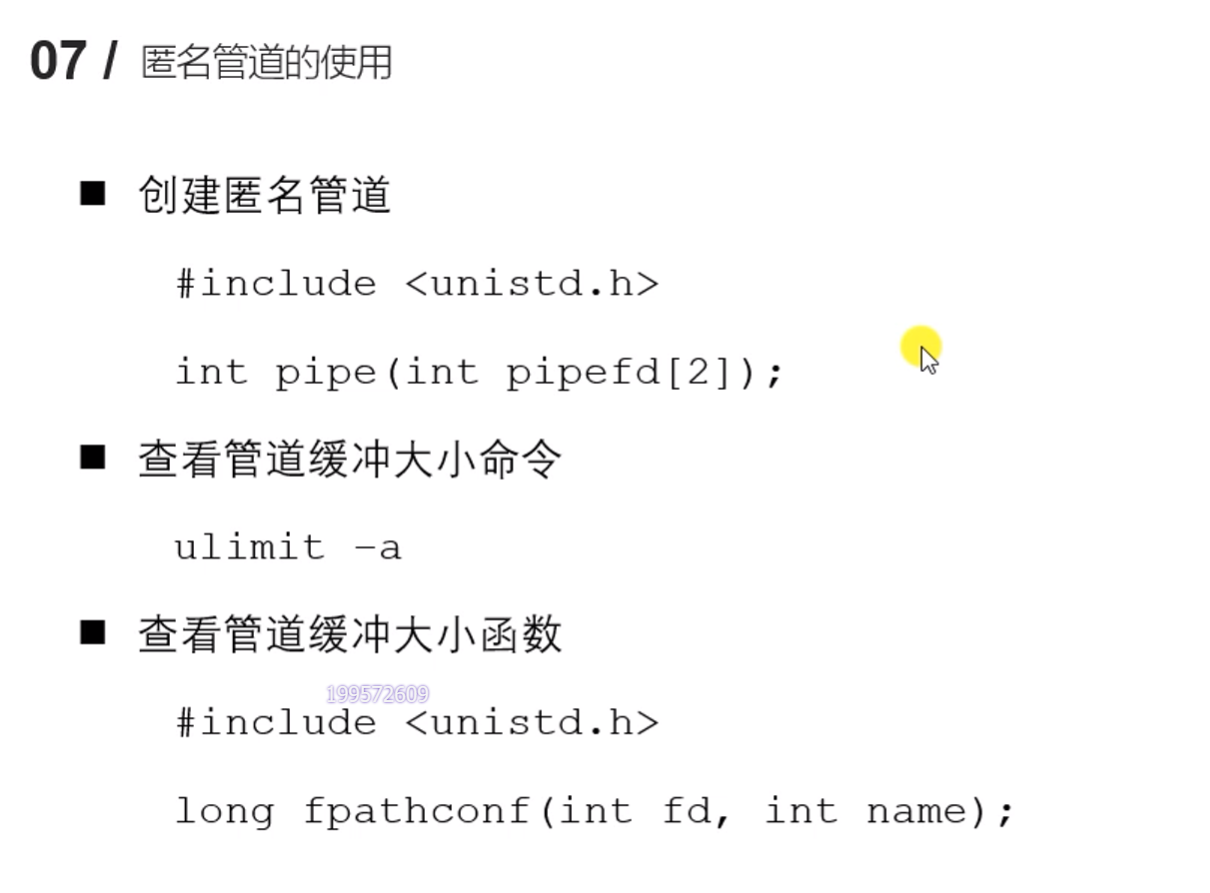 07 / 匿名管道的使用
■ 创建匿名管道
#include <unistd.h>
int pipe(int pipefd[2]);
■ 查看管道缓冲大小命令
ulimit –a
■ 查看管道缓冲大小函数
199572609
#include <unistd.h>
long fpathconf(int fd, int name);